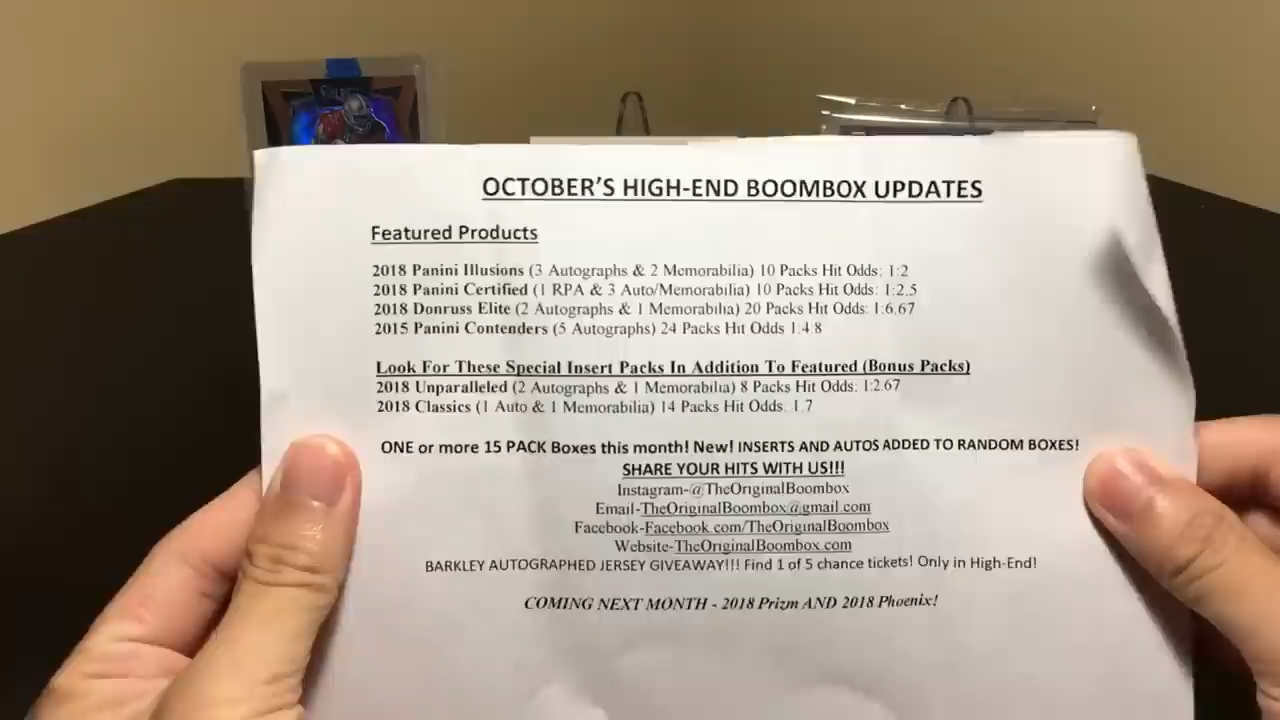 OCTOBER'S HIGH-END BOOMBOX UPDATES
Featured Products
2018 Panini Illusions (3 Autographs & 2 Memorabilia) 10 Packs Hit Odds: 1:2
2018 Panini Certified (1 RPA & 3 Auto/Memorabilia) 10 Packs Hit Odds: 1:2.5
2018 Donruss Elite (2 Autographs & 1 Memorabilia) 20 Packs Hit Odds: 1:6.67
2015 Panini Contenders (5 Autographs) 24 Packs Hit Odds 1:4.8
Look For These Special Insert Packs In Addition To Featured (Bonus Packs)
2018 Unparalleled (2 Autographs & 1 Memorabilia) 8 Packs Hit Odds: 1:2.67
2018 Classics (1 Auto & 1 Memorabilia) 14 Packs Hit Odds: 1:7
ONE or more 15 PACK Boxes this month! New! INSERTS AND AUTOS ADDED TO RANDOM BOXES!
SHARE YOUR HITS WITH US!!!
Instagram-@TheOriginalBoombox
Email-TheOriginalBoombox@gmail.com
Facebook-Facebook.com/TheOriginalBoombox
Website-TheOriginalBoombox.com
BARKLEY AUTOGRAPHED JERSEY GIVEAWAY!!! Find 1 of 5 chance tickets! Only in High-End!
COMING NEXT MONTH - 2018 Prizm AND 2018 Phoenix!